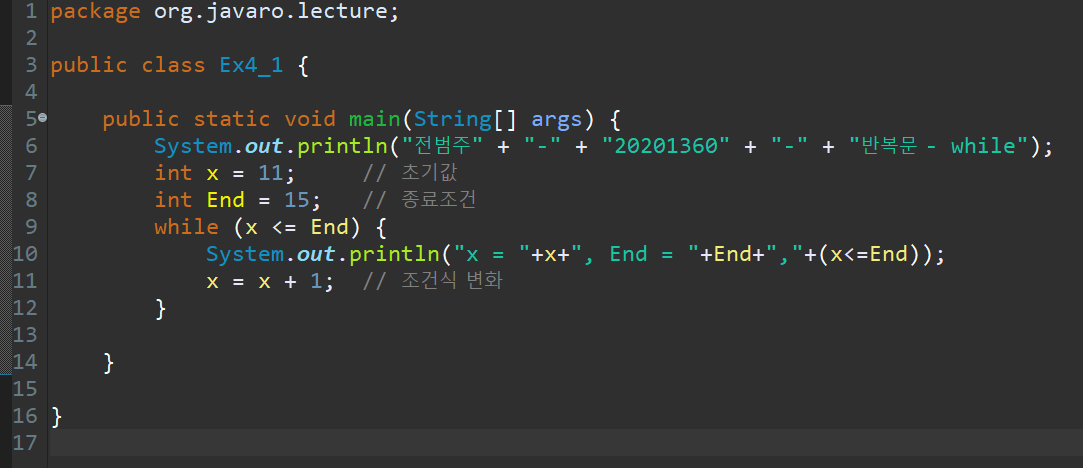 1 package org.javaro.lecture;
2
3 public class Ex4_1 {
4
5     public static void main(String[] args) {
6         System.out.println("전범주" + "-" + "20201360" + "-" + "반복문 - while");
7         int x = 11;     // 초기값
8         int End = 15;   // 종료조건
9         while (x <= End) {
10             System.out.println("x = "+x+", End = "+End+","+(x<=End));
11             x = x + 1;  // 조건식 변화
12         }
13
14     }
15
16 }
17